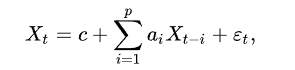 $X_t = c + \sum_{i=1}^{p} a_i X_{t-i} + \varepsilon_t,$